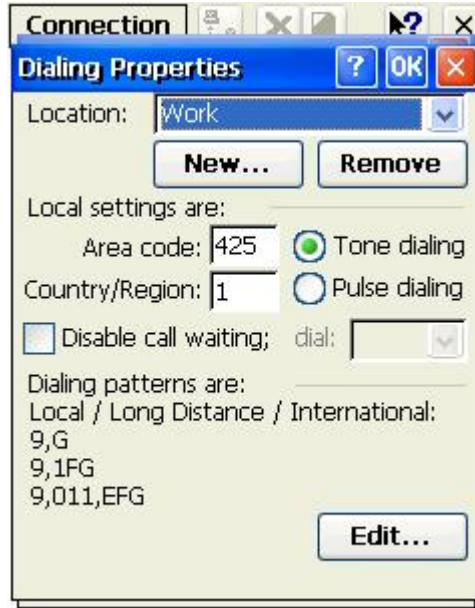 Connection ? ×
Dialing Properties ? OK ×
Location: Work
New... Remove
Local settings are:
Area code: 425 Tone dialing
Country/Region: 1 Pulse dialing
Disable call waiting; dial:
Dialing patterns are:
Local / Long Distance / International:
9,G
9,1FG
9,011,EFG
Edit...